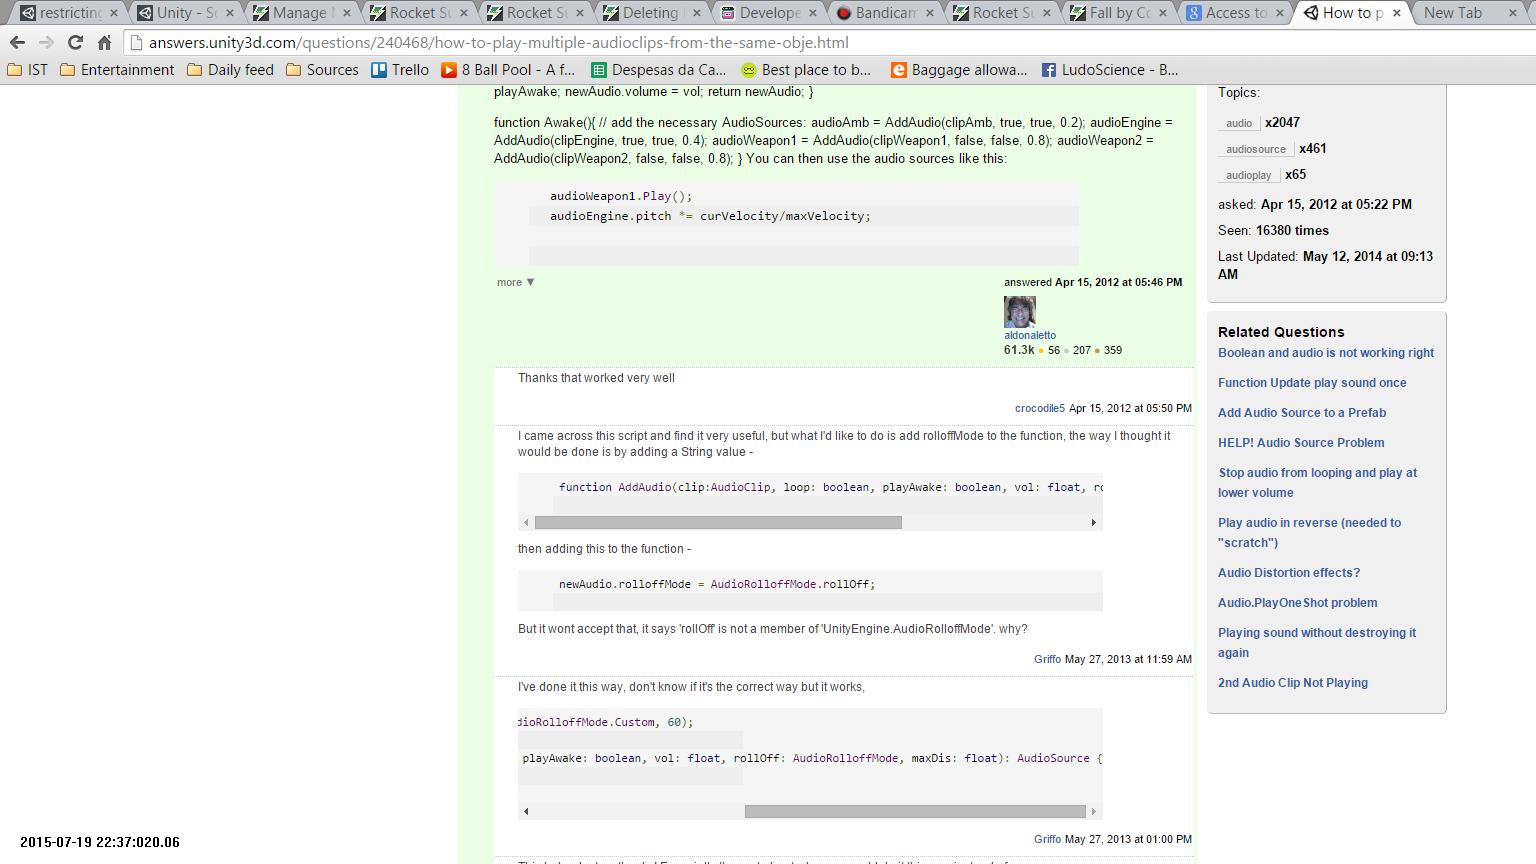 restricting
Unity - Sc
Manage
Rocket Su
Rocket Su
Deleting
Develope
Bandicam
Rocket Su
Fall by Co
Access to
How to p
New Tab
answers.unity3d.com/questions/240468/how-to-play-multiple-audioclips-from-the-same-obje.html
IST Entertainment Daily feed Sources Trello 8 Ball Pool - A f... Despesas da Ca... Best place to b... Baggage allowa... LudoScience - B...
playAwake; newAudio.volume = vol; return newAudio; }
function Awake(){ // add the necessary AudioSources: audioAmb = AddAudio(clipAmb, true, true, 0.2); audioEngine =
AddAudio(clipEngine, true, true, 0.4); audioWeapon1 = AddAudio(clipWeapon1, false, false, 0.8); audioWeapon2 =
AddAudio(clipWeapon2, false, false, 0.8); } You can then use the audio sources like this:
audioWeapon1.Play();
audioEngine.pitch *= curVelocity/maxVelocity;
more ▼
answered Apr 15, 2012 at 05:46 PM
aldonaletto
61.3k ● 56 ● 207 ● 359
Thanks that worked very well
crocodile5 Apr 15, 2012 at 05:50 PM
I came across this script and find it very useful, but what I'd like to do is add rolloffMode to the function, the way I thought it
would be done is by adding a String value -
function AddAudio(clip:AudioClip, loop: boolean, playAwake: boolean, vol: float, ro
then adding this to the function -
newAudio.rolloffMode = AudioRolloffMode.rollOff;
But it wont accept that, it says 'rollOff' is not a member of 'UnityEngine.AudioRolloffMode'. why?
Griffo May 27, 2013 at 11:59 AM
I've done it this way, don't know if it's the correct way but it works,
dioRolloffMode.Custom, 60);
playAwake: boolean, vol: float, rollOff: AudioRolloffMode, maxDis: float): AudioSource {
Griffo May 27, 2013 at 01:00 PM
Topics:
audio x2047
audiosource x461
audioplay x65
asked: Apr 15, 2012 at 05:22 PM
Seen: 16380 times
Last Updated: May 12, 2014 at 09:13
AM
Related Questions
Boolean and audio is not working right
Function Update play sound once
Add Audio Source to a Prefab
HELP! Audio Source Problem
Stop audio from looping and play at
lower volume
Play audio in reverse (needed to
"scratch")
Audio Distortion effects?
Audio.PlayOneShot problem
Playing sound without destroying it
again
2nd Audio Clip Not Playing
2015-07-19 22:37:020.06